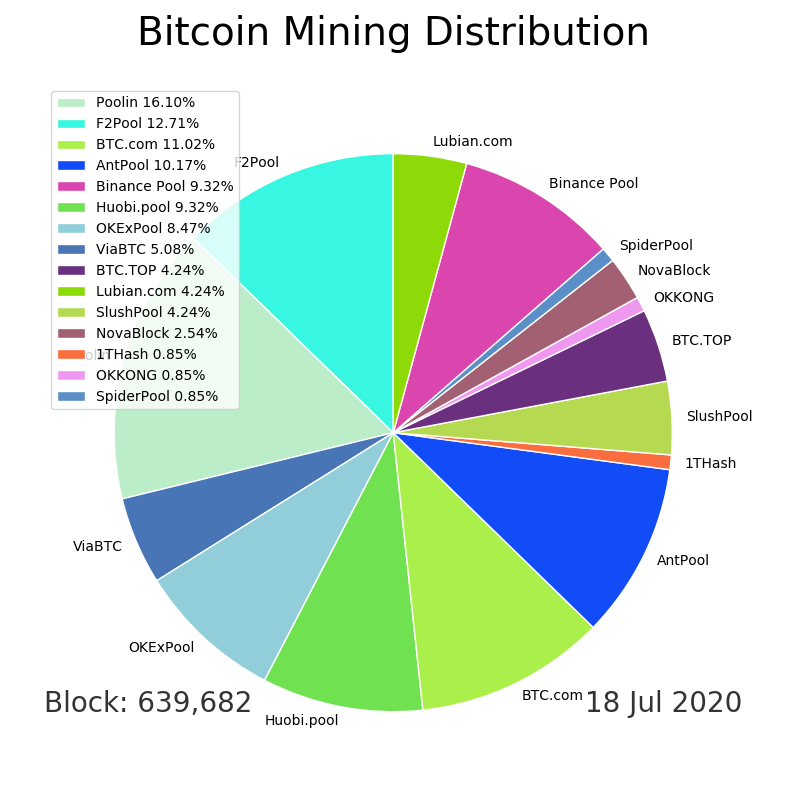 Bitcoin Mining Distribution
Poolin 16.10%
F2Pool 12.71%
BTC.com 11.02%
AntPool 10.17%
Binance Pool 9.32%
Huobi.pool 9.32%
OKExPool 8.47%
ViaBTC 5.08%
BTC.TOP 4.24%
Lubian.com 4.24%
SlushPool 4.24%
NovaBlock 2.54%
1THash 0.85%
OKKONG 0.85%
SpiderPool 0.85%
F2Pool
Lubian.com
Binance Pool
SpiderPool
NovaBlock
OKKONG
BTC.TOP
SlushPool
1THash
AntPool
BTC.com
Huobi.pool
OKExPool
ViaBTC
Block: 639,682
18 Jul 2020